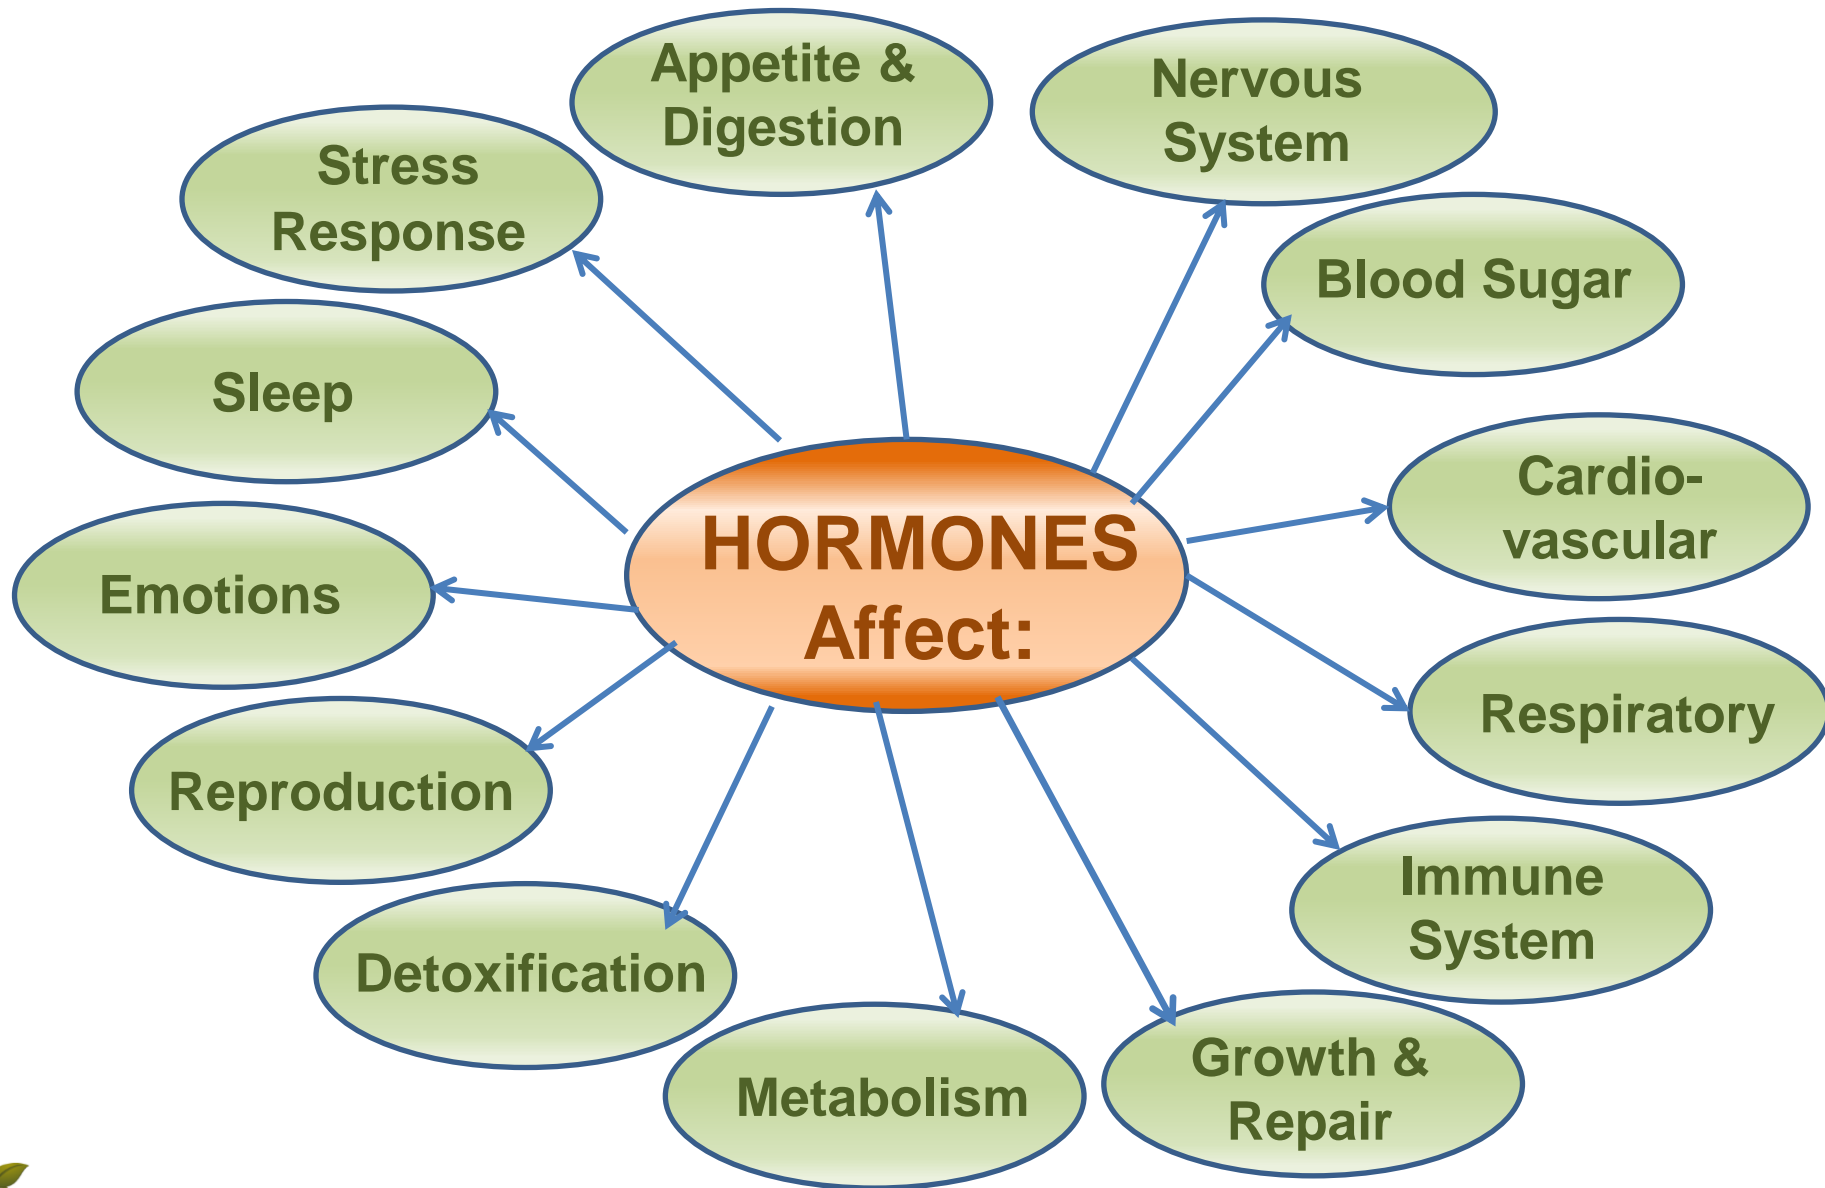 HORMONES
Affect:
Appetite &
Digestion
Nervous
System
Blood Sugar
Cardio-
vascular
Respiratory
Immune
System
Growth &
Repair
Metabolism
Detoxification
Reproduction
Emotions
Sleep
Stress
Response